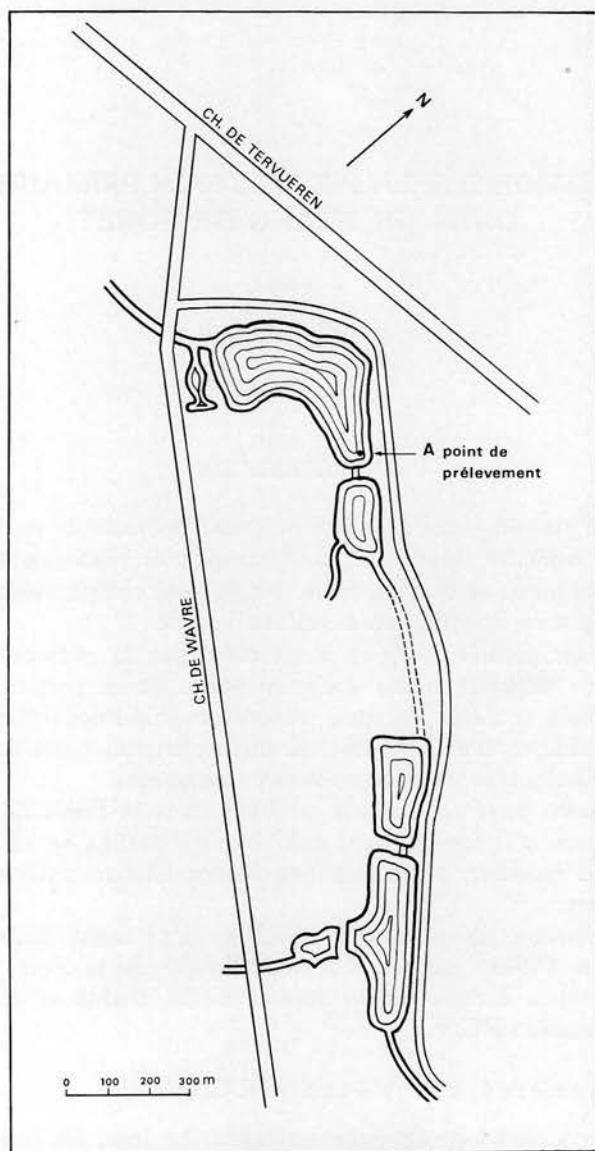 CH. DE TERVUEREN
N
A point de
prélevement
CH. DE WAVRE
0 100 200 300 m